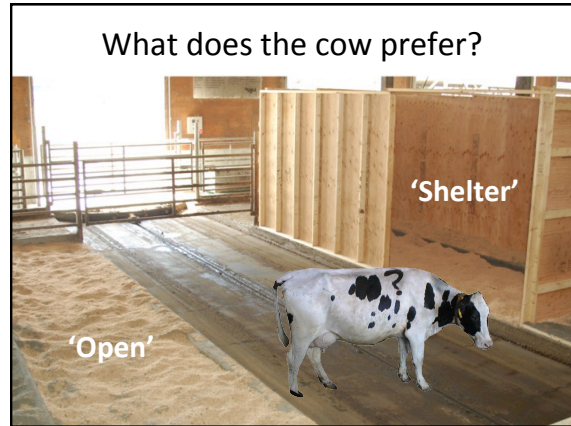 What does the cow prefer?
‘Shelter’
?
‘Open’